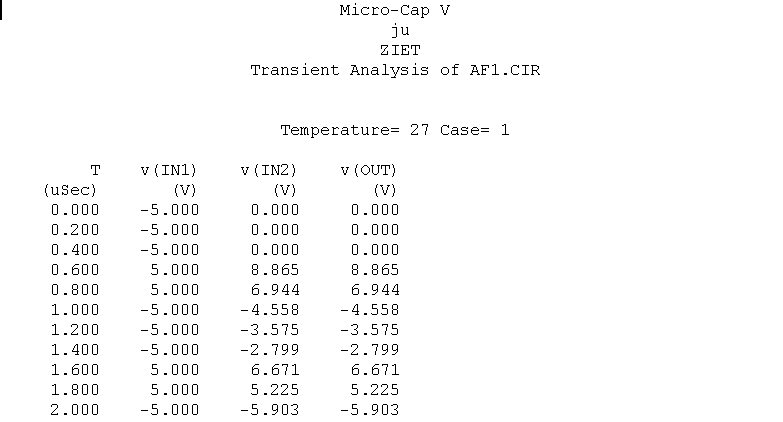 Micro-Cap V
ju
ZIET
Transient Analysis of AF1.CIR
Temperature= 27 Case= 1
T v(IN1) v(IN2) v(OUT)
(uSec) (V) (V) (V)
0.000 -5.000 0.000 0.000
0.200 -5.000 0.000 0.000
0.400 -5.000 0.000 0.000
0.600 5.000 8.865 8.865
0.800 5.000 6.944 6.944
1.000 -5.000 -4.558 -4.558
1.200 -5.000 -3.575 -3.575
1.400 -5.000 -2.799 -2.799
1.600 5.000 6.671 6.671
1.800 5.000 5.225 5.225
2.000 -5.000 -5.903 -5.903